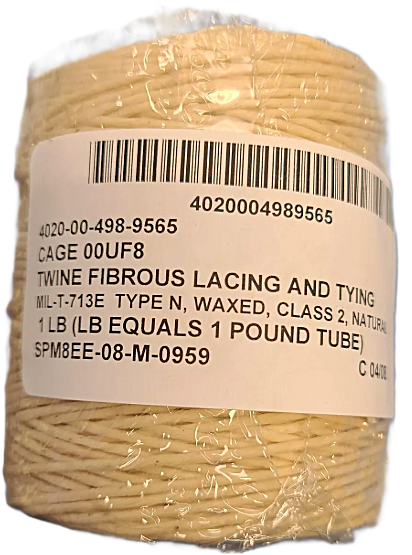 4020004989565
4020-00-498-9565
CAGE 00UF8
TWINE FIBROUS LACING AND TYING
MIL-T-713E TYPE N, WAXED, CLASS 2, NATURAL
1 LB (LB EQUALS 1 POUND TUBE)
SPM8EE-08-M-0959
C 04/08